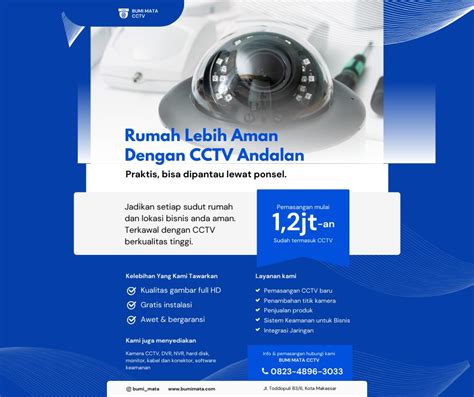 BUMI MATA
CCTV
Rumah Lebih Aman
Dengan CCTV Andalan
Praktis, bisa dipantau lewat ponsel.
Jadikan setiap sudut rumah
dan lokasi bisnis anda aman.
Terkawal dengan CCTV
berkualitas tinggi.
Pemasangan mulai
1,2jt-an
Sudah termasuk CCTV
Kelebihan Yang Kami Tawarkan
Kualitas gambar full HD
Gratis instalasi
Awet & bergaransi
Layanan kami
Pemasangan CCTV baru
Penambahan titik kamera
Penjualan produk
Sistem Keamanan untuk Bisnis
Integrasi Jaringan
Kami juga menyediakan
Kamera CCTV, DVR, NVR, hard disk,
monitor, kabel dan konektor, software
keamanan
Info & pemasangan hubungi kami
BUMI MATA CCTV
0823-4896-3033
bumi_mata
www.bumimata.com
Jl. Toddopuli B3/6, Kota Makassar